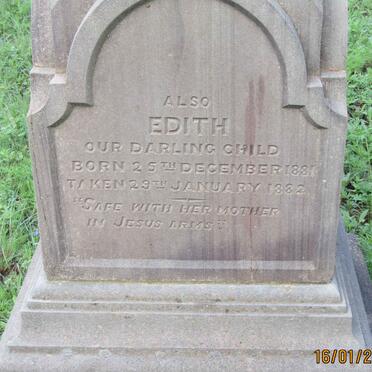 ALSO
EDITH
OUR DARLING CHILD
BORN 25TH DECEMBER 1881
TAKEN 29TH JANUARY 1882
"SAFE WITH HER MOTHER
IN JESUS ARMS"
16/01/2